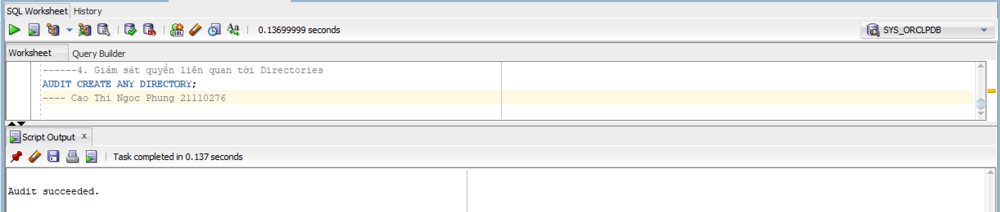 SQL Worksheet History
0.13699999 seconds
SYS_ORCLPDB
Worksheet Query Builder
------4. Giám sát quyền liên quan tới Directories
AUDIT CREATE ANY DIRECTORY;
---- Cao Thi Ngoc Phung 21110276
Script Output x
Task completed in 0.137 seconds
Audit succeeded.